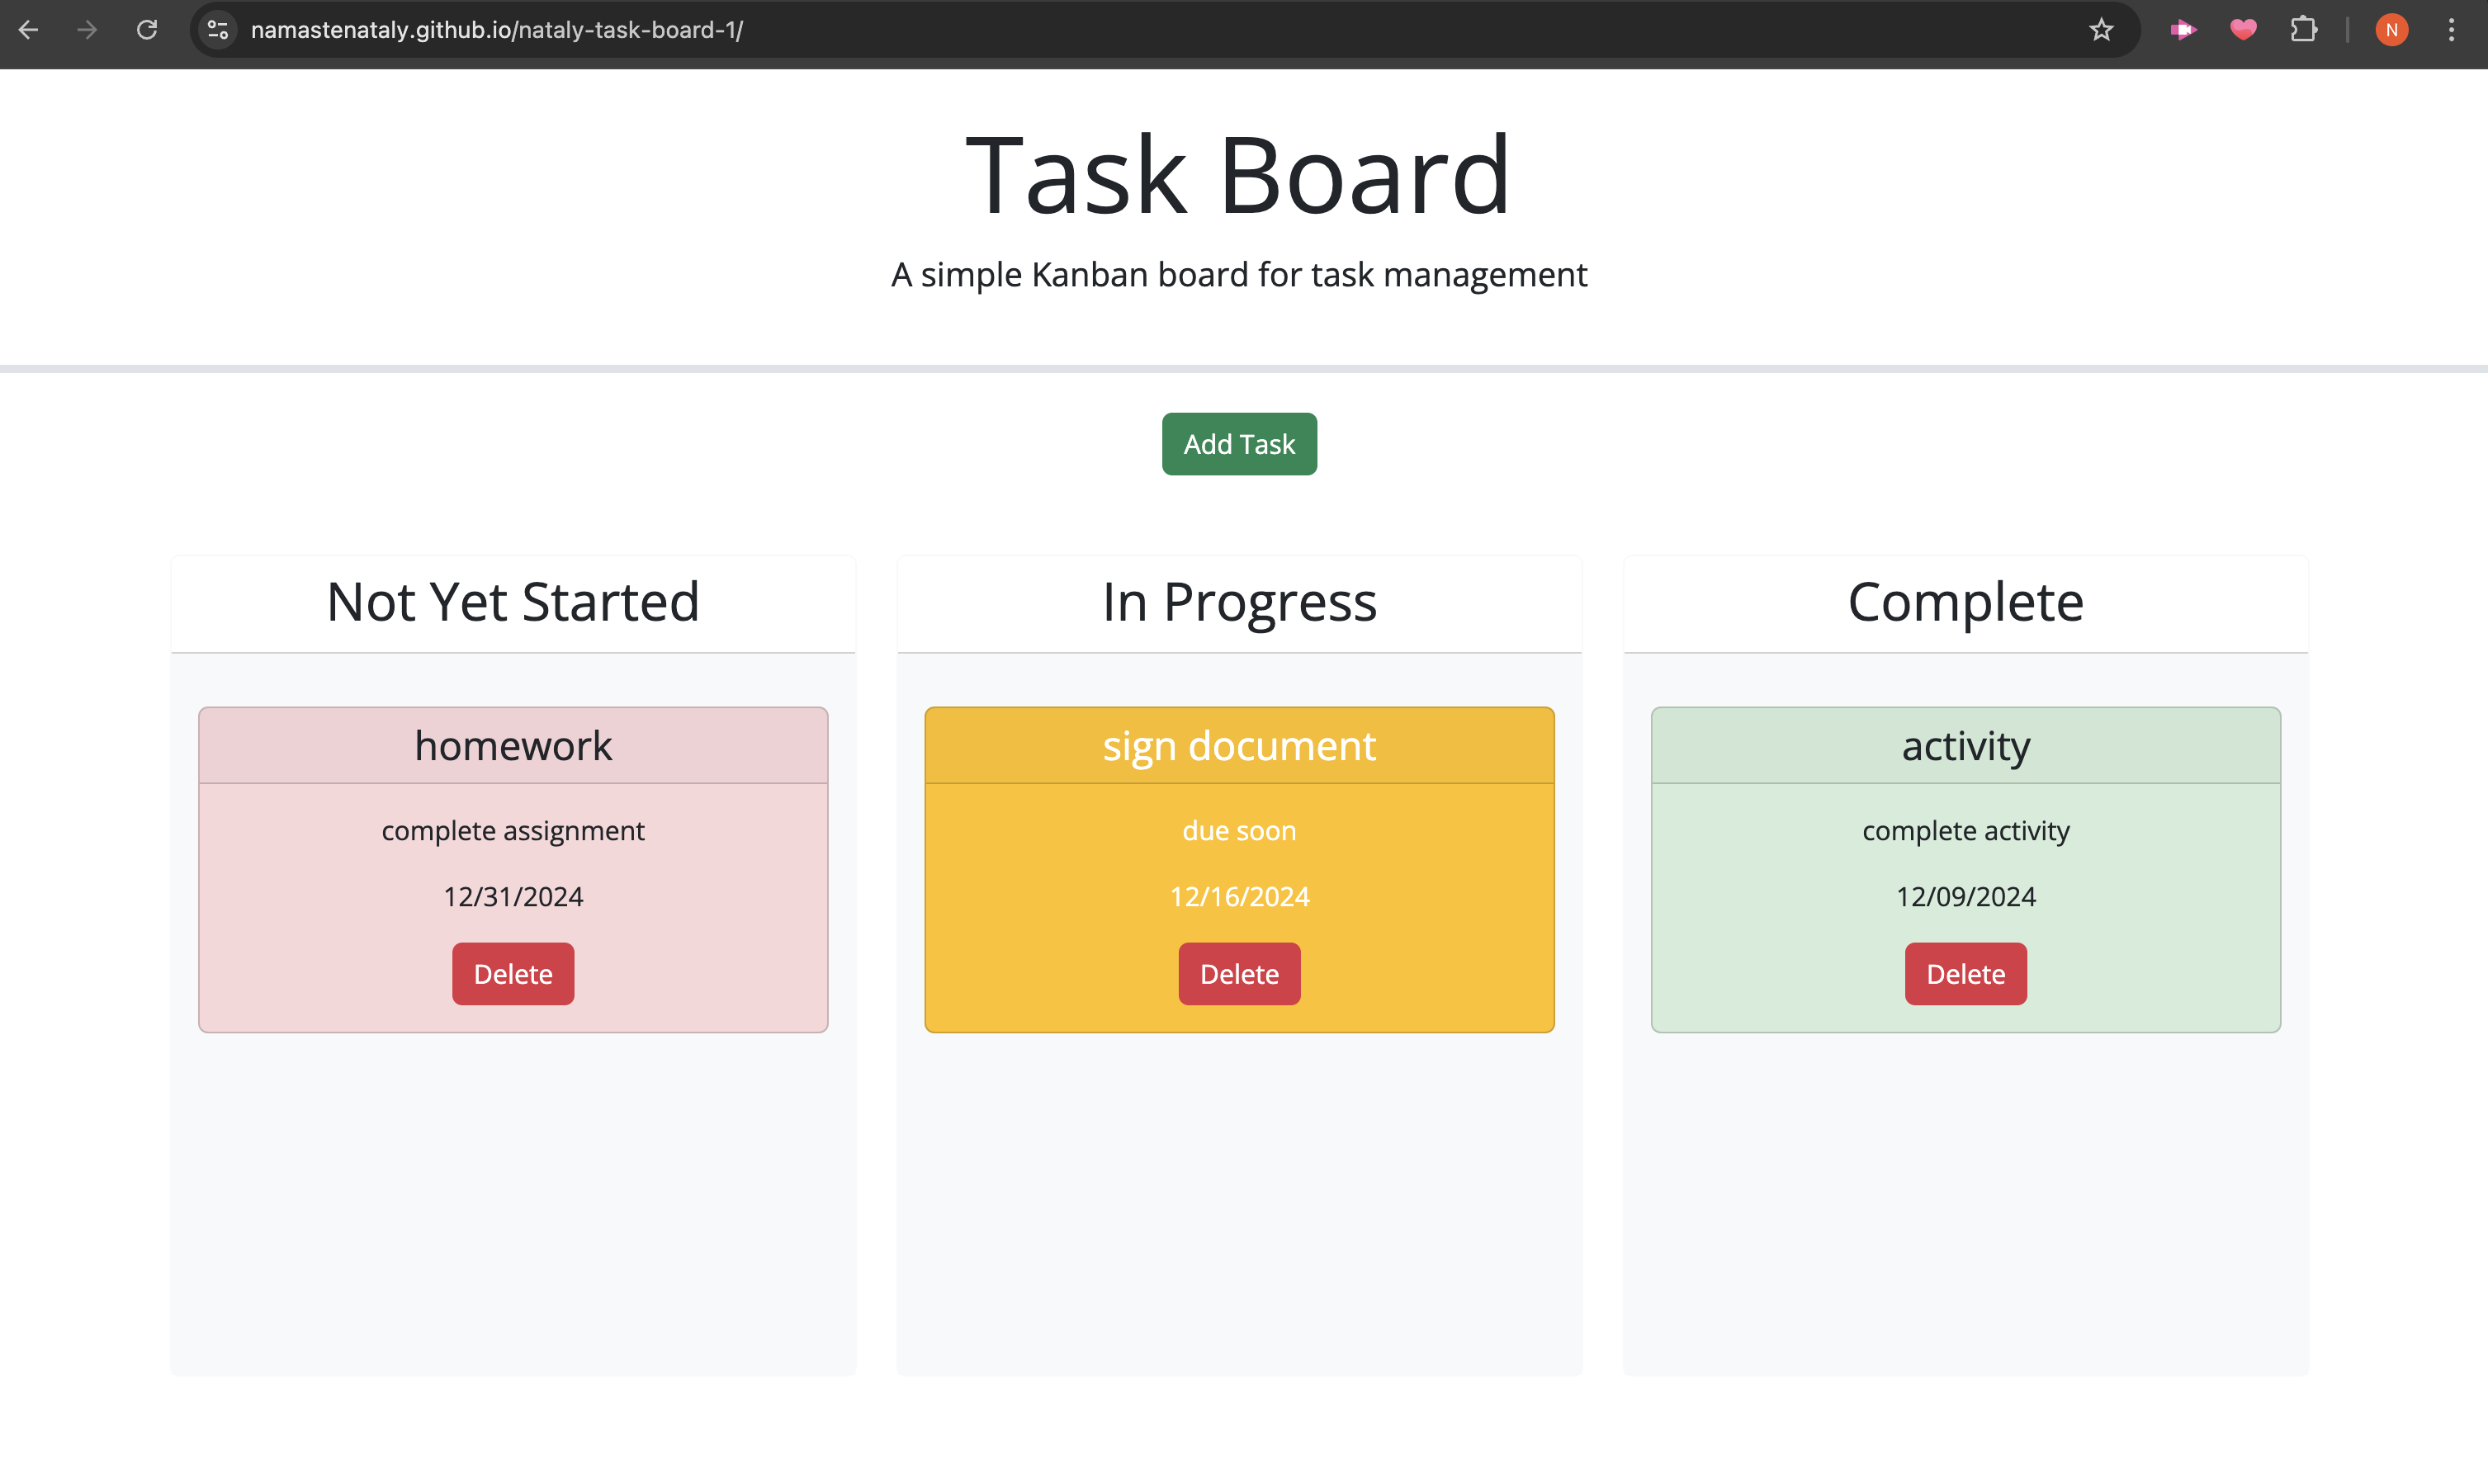 namastenataly.github.io/nataly-task-board-1/
N
Task Board
A simple Kanban board for task management
Add Task
Not Yet Started
homework
complete assignment
12/31/2024
Delete
In Progress
sign document
due soon
12/16/2024
Delete
Complete
activity
complete activity
12/09/2024
Delete